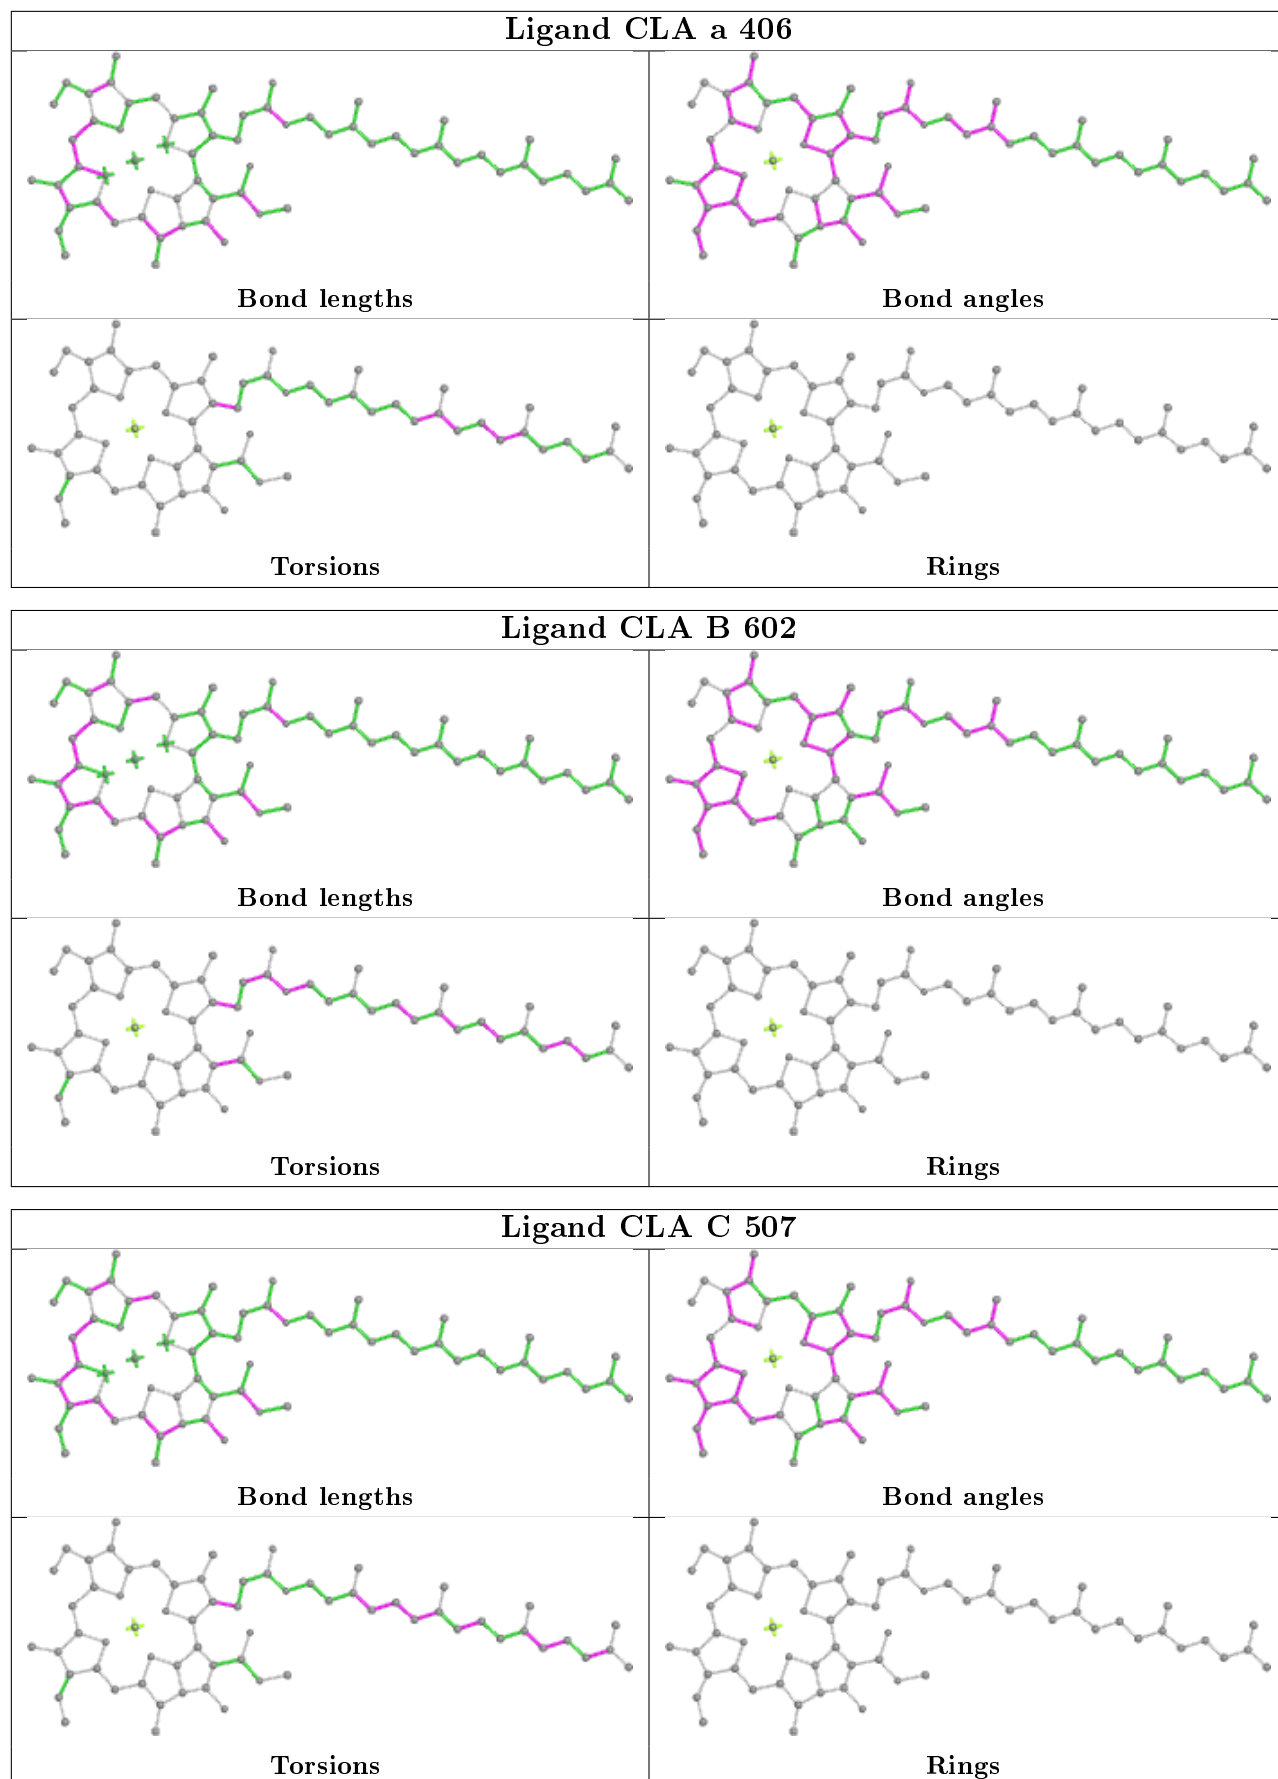 Ligand CLA a 406
Bond lengths
Bond angles
Torsions
Rings
Ligand CLA B 602
Bond lengths
Bond angles
Torsions
Rings
Ligand CLA C 507
Bond lengths
Bond angles
Torsions
Rings